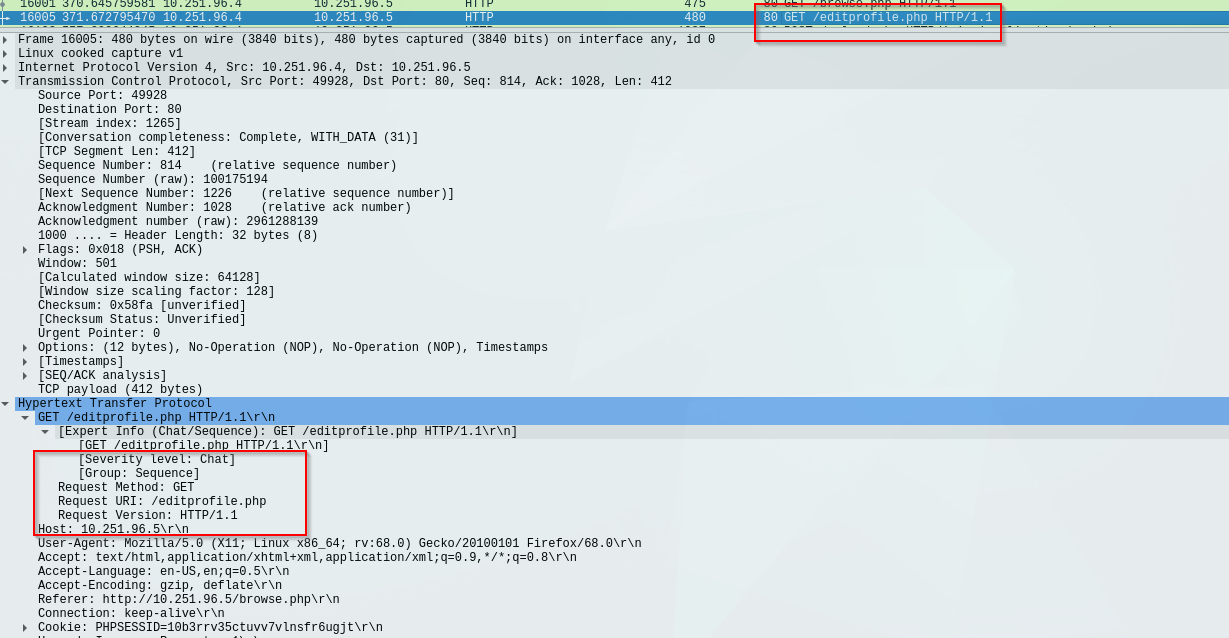 16001 370.645759581 10.251.96.4 10.251.96.5 HTTP 475 80 GET /browse.php HTTP/1.1
16005 371.672795470 10.251.96.4 10.251.96.5 HTTP 480 80 GET /editprofile.php HTTP/1.1
Frame 16005: 480 bytes on wire (3840 bits), 480 bytes captured (3840 bits) on interface any, id 0
Linux cooked capture v1
Internet Protocol Version 4, Src: 10.251.96.4, Dst: 10.251.96.5
Transmission Control Protocol, Src Port: 49928, Dst Port: 80, Seq: 814, Ack: 1028, Len: 412
Source Port: 49928
Destination Port: 80
[Stream index: 1265]
[Conversation completeness: Complete, WITH_DATA (31)]
[TCP Segment Len: 412]
Sequence Number: 814    (relative sequence number)
Sequence Number (raw): 100175194
[Next Sequence Number: 1226    (relative sequence number)]
Acknowledgment Number: 1028    (relative ack number)
Acknowledgment number (raw): 2961288139
1000 .... = Header Length: 32 bytes (8)
Flags: 0x018 (PSH, ACK)
Window: 501
[Calculated window size: 64128]
[Window size scaling factor: 128]
Checksum: 0x58fa [unverified]
[Checksum Status: Unverified]
Urgent Pointer: 0
Options: (12 bytes), No-Operation (NOP), No-Operation (NOP), Timestamps
[Timestamps]
[SEQ/ACK analysis]
TCP payload (412 bytes)
Hypertext Transfer Protocol
GET /editprofile.php HTTP/1.1\r\n
[Expert Info (Chat/Sequence): GET /editprofile.php HTTP/1.1\r\n]
[GET /editprofile.php HTTP/1.1\r\n]
[Severity level: Chat]
[Group: Sequence]
Request Method: GET
Request URI: /editprofile.php
Request Version: HTTP/1.1
Host: 10.251.96.5\r\n
User-Agent: Mozilla/5.0 (X11; Linux x86_64; rv:68.0) Gecko/20100101 Firefox/68.0\r\n
Accept: text/html,application/xhtml+xml,application/xml;q=0.9,*/*;q=0.8\r\n
Accept-Language: en-US,en;q=0.5\r\n
Accept-Encoding: gzip, deflate\r\n
Referer: http://10.251.96.5/browse.php\r\n
Connection: keep-alive\r\n
Cookie: PHPSESSID=10b3rrv35ctuvv7vlnsfr6ugjt\r\n